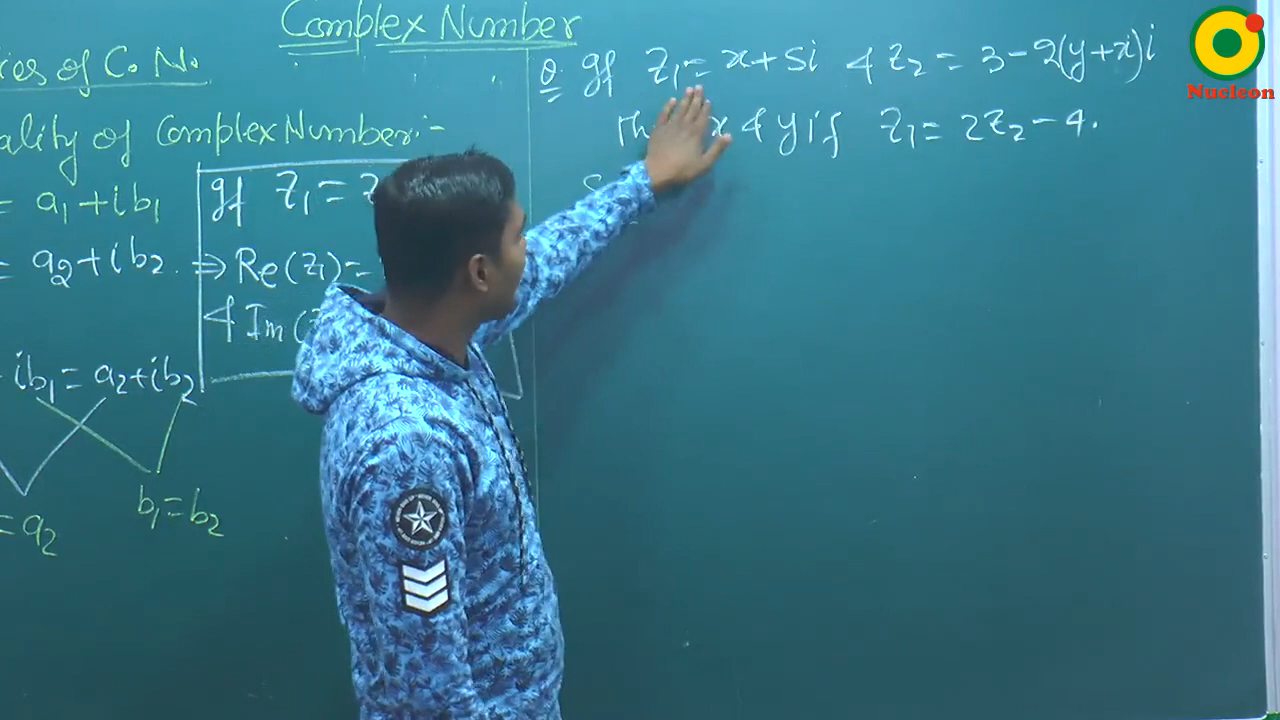 Complex Number
ies of C. No.
ality of Complex Number:-
= a₁ + ib₁
= a₂ + ib₂.
ib₁ = a₂ + ib₂
= a₂
b₁ = b₂
If Z₁ =
⇒ Re(Z₁) =
& Im(
Q. If Z₁ = x + 5i & Z₂ = 3 - 2(y + x)i
x & y if Z₁ = 2Z₂ - 4.
Nucleon